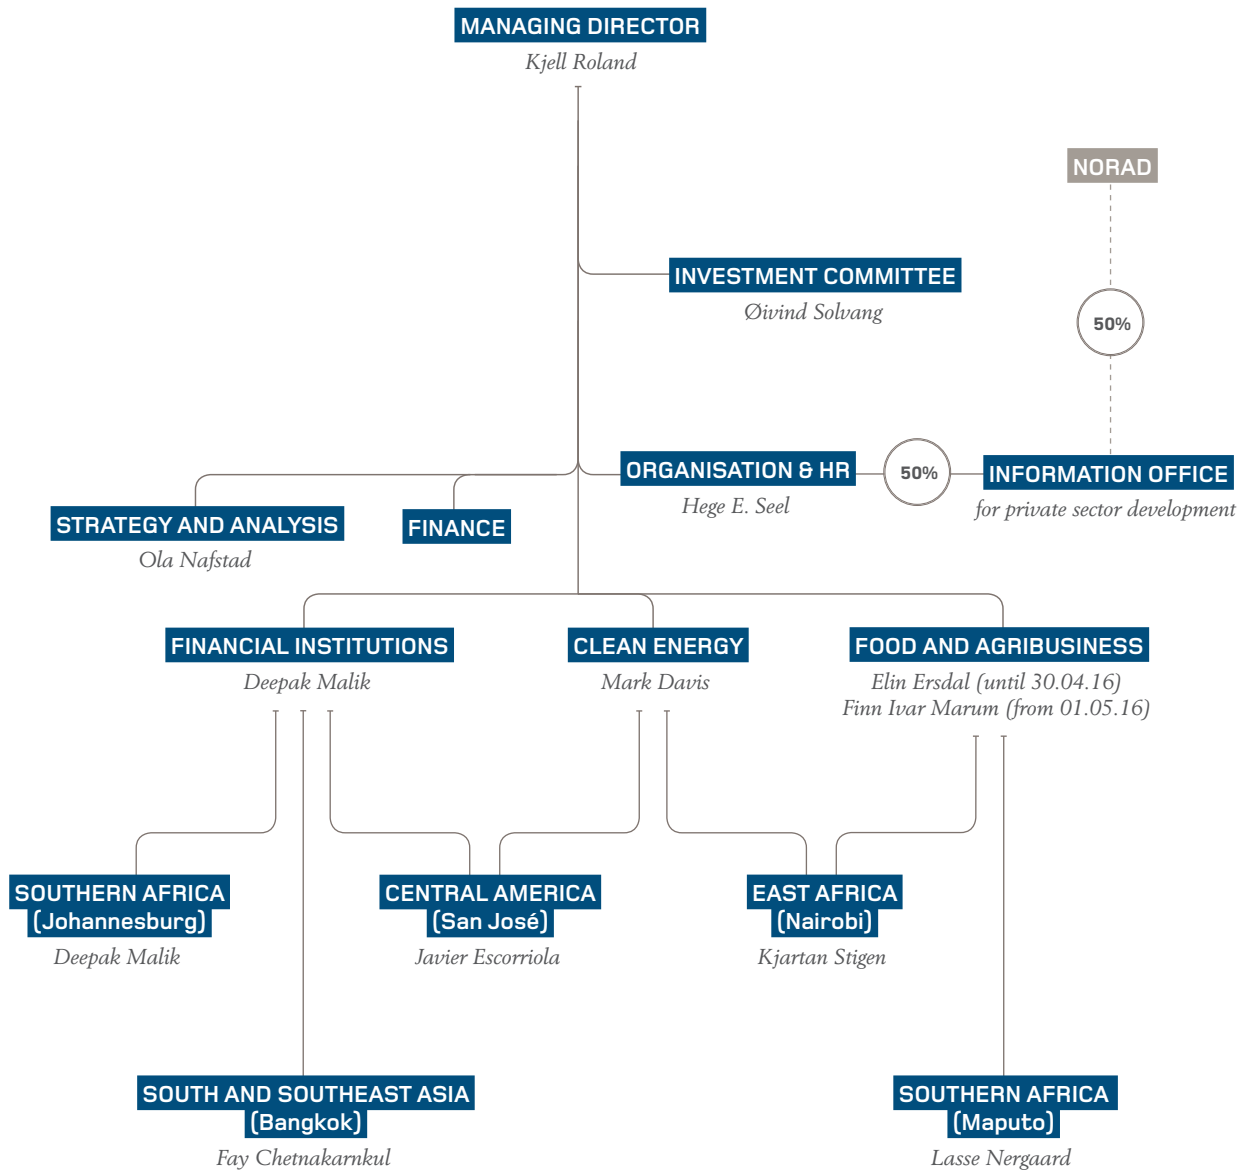 MANAGING DIRECTOR
Kjell Roland
NORAD
INVESTMENT COMMITTEE
Øivind Solvang
50%
ORGANISATION & HR
Hege E. Seel
50%
INFORMATION OFFICE
for private sector development
STRATEGY AND ANALYSIS
Ola Nafstad
FINANCE
FINANCIAL INSTITUTIONS
Deepak Malik
CLEAN ENERGY
Mark Davis
FOOD AND AGRIBUSINESS
Elin Ersdal (until 30.04.16)
Finn Ivar Marum (from 01.05.16)
SOUTHERN AFRICA
(Johannesburg)
Deepak Malik
CENTRAL AMERICA
(San José)
Javier Escorriola
EAST AFRICA
(Nairobi)
Kjartan Stigen
SOUTH AND SOUTHEAST ASIA
(Bangkok)
Fay Chetnakarnkul
SOUTHERN AFRICA
(Maputo)
Lasse Nergaard